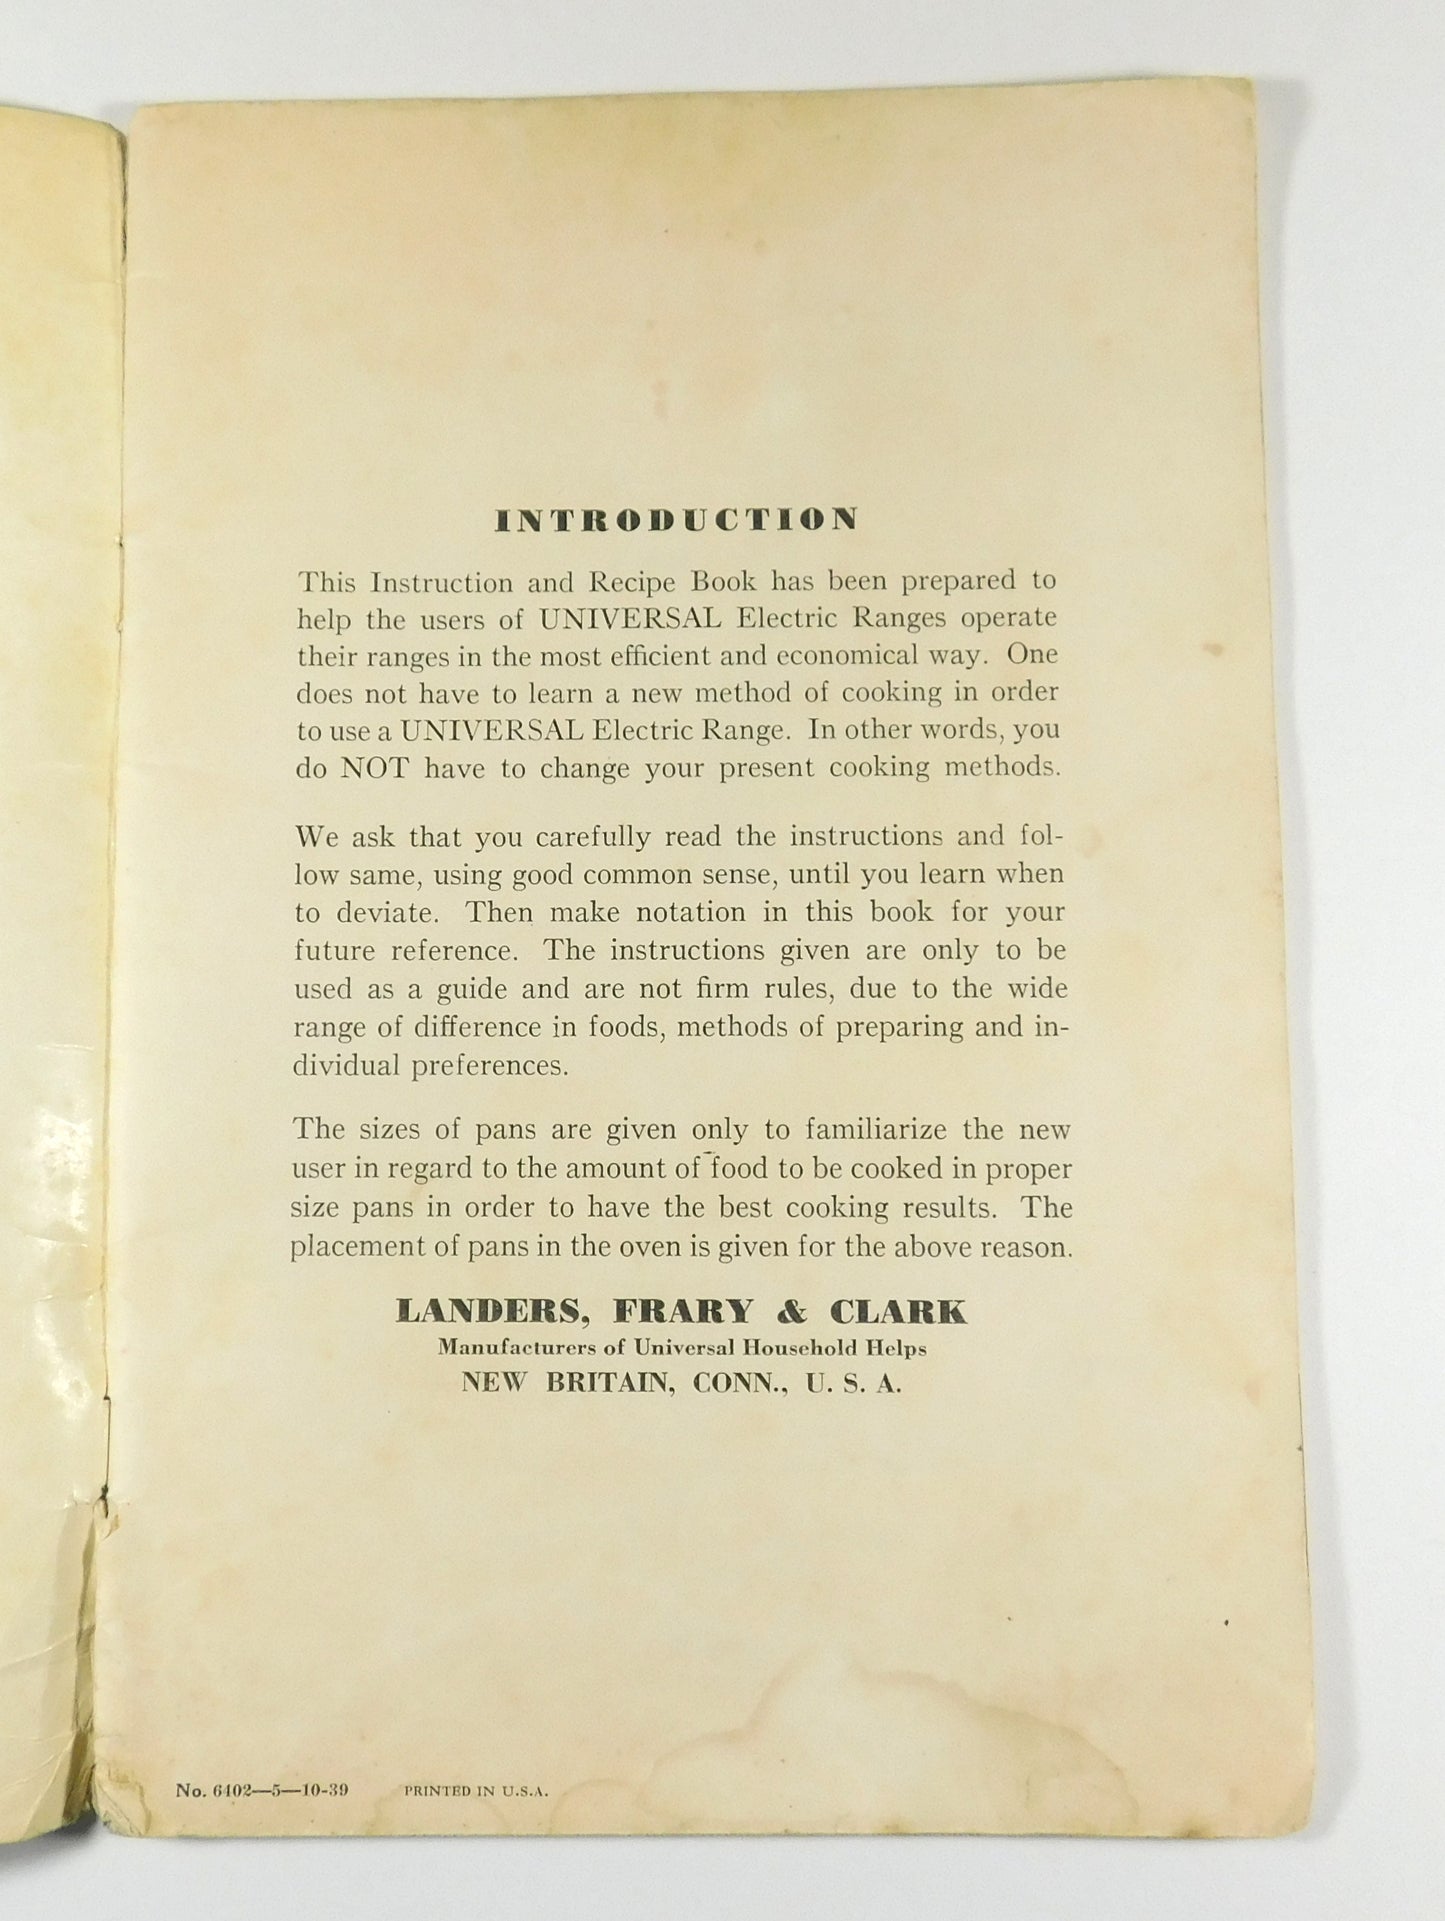 INTRODUCTION
This Instruction and Recipe Book has been prepared to
help the users of UNIVERSAL Electric Ranges operate
their ranges in the most efficient and economical way. One
does not have to learn a new method of cooking in order
to use a UNIVERSAL Electric Range. In other words, you
do NOT have to change your present cooking methods.
We ask that you carefully read the instructions and fol-
low same, using good common sense, until you learn when
to deviate. Then make notation in this book for your
future reference. The instructions given are only to be
used as a guide and are not firm rules, due to the wide
range of difference in foods, methods of preparing and in-
dividual preferences.
The sizes of pans are given only to familiarize the new
user in regard to the amount of food to be cooked in proper
size pans in order to have the best cooking results. The
placement of pans in the oven is given for the above reason.
LANDERS, FRARY & CLARK
Manufacturers of Universal Household Helps
NEW BRITAIN, CONN., U. S. A.
No. 6402—5—10-39 PRINTED IN U.S.A.